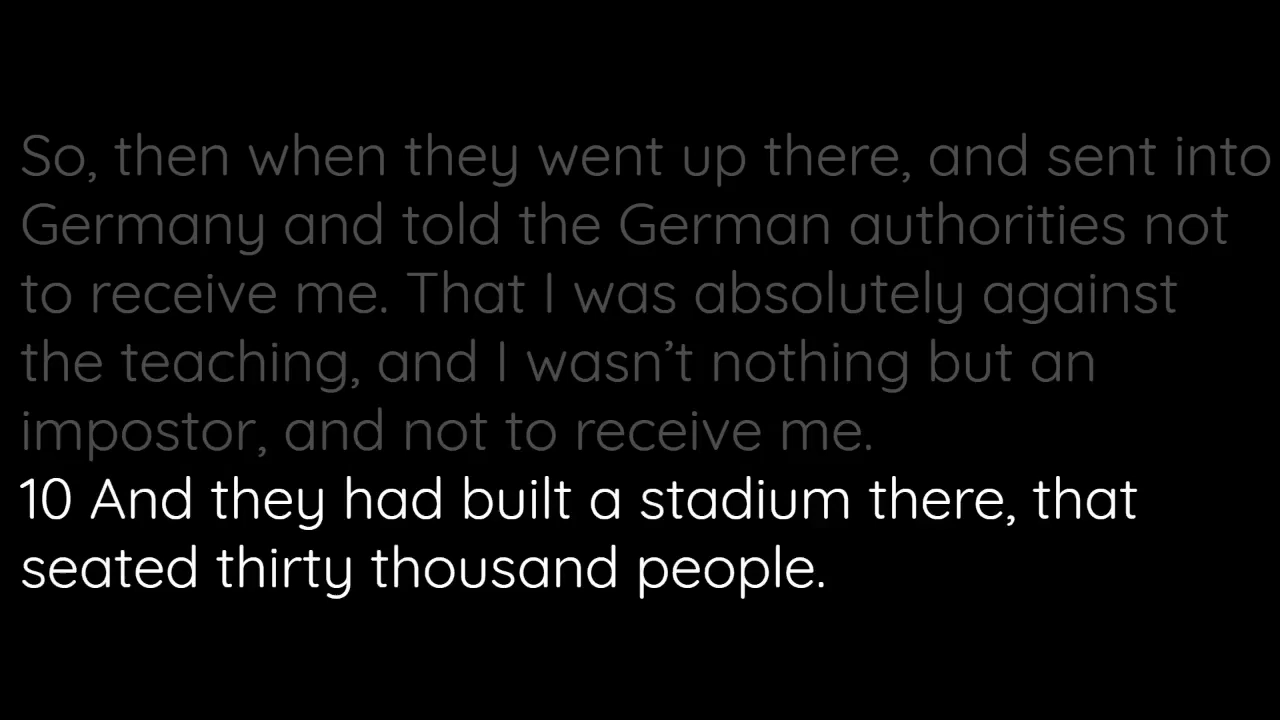 So, then when they went up there, and sent into
Germany and told the German authorities not
to receive me. That I was absolutely against
the teaching, and I wasn’t nothing but an
impostor, and not to receive me.
10 And they had built a stadium there, that
seated thirty thousand people.